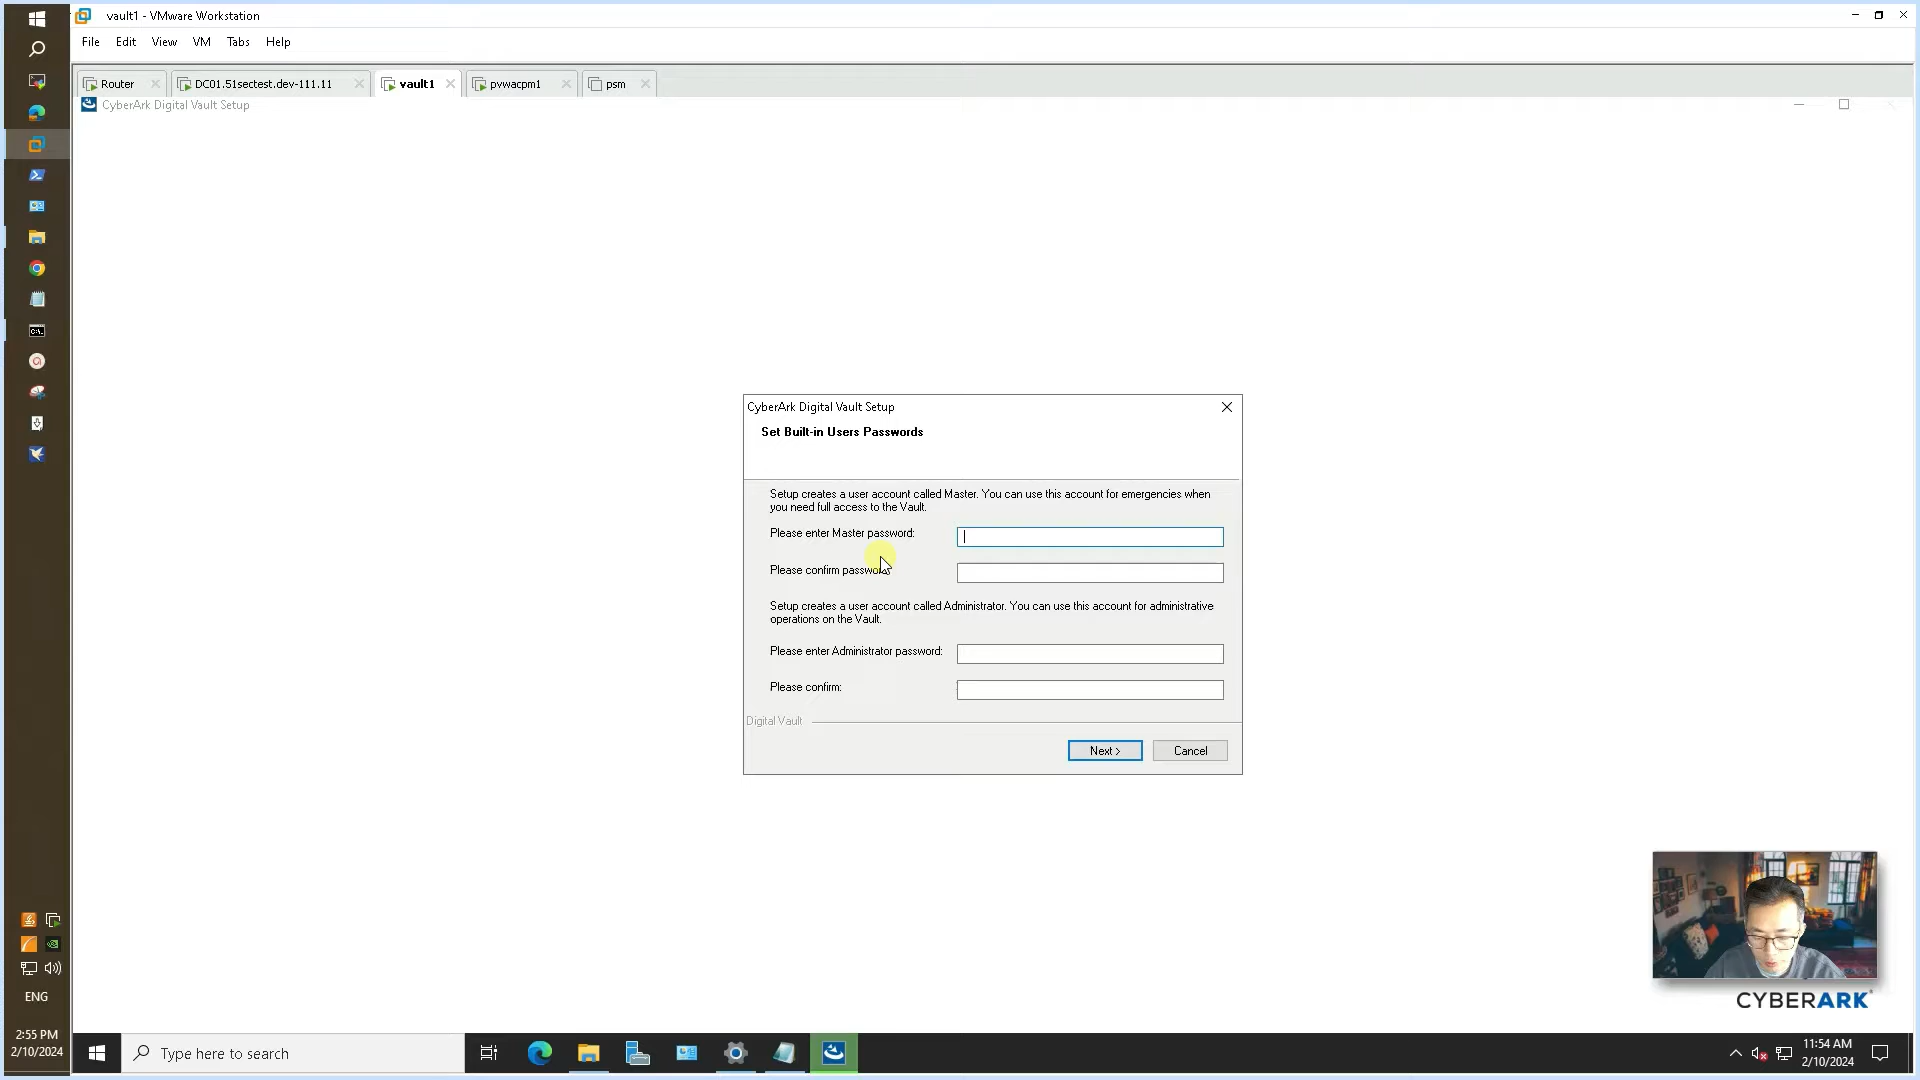 vault1 - VMware Workstation
File Edit View VM Tabs Help
Router DC01.51sectest.dev-111.11 vault1 pvwacpm1 psm
CyberArk Digital Vault Setup
CyberArk Digital Vault Setup
Set Built-in Users Passwords
Setup creates a user account called Master. You can use this account for emergencies when
you need full access to the Vault.
Please enter Master password:
Please confirm password:
Setup creates a user account called Administrator. You can use this account for administrative
operations on the Vault.
Please enter Administrator password:
Please confirm:
Digital Vault
Next >
Cancel
CYBERARK
ENG
2:55 PM
2/10/2024
Type here to search
11:54 AM
2/10/2024